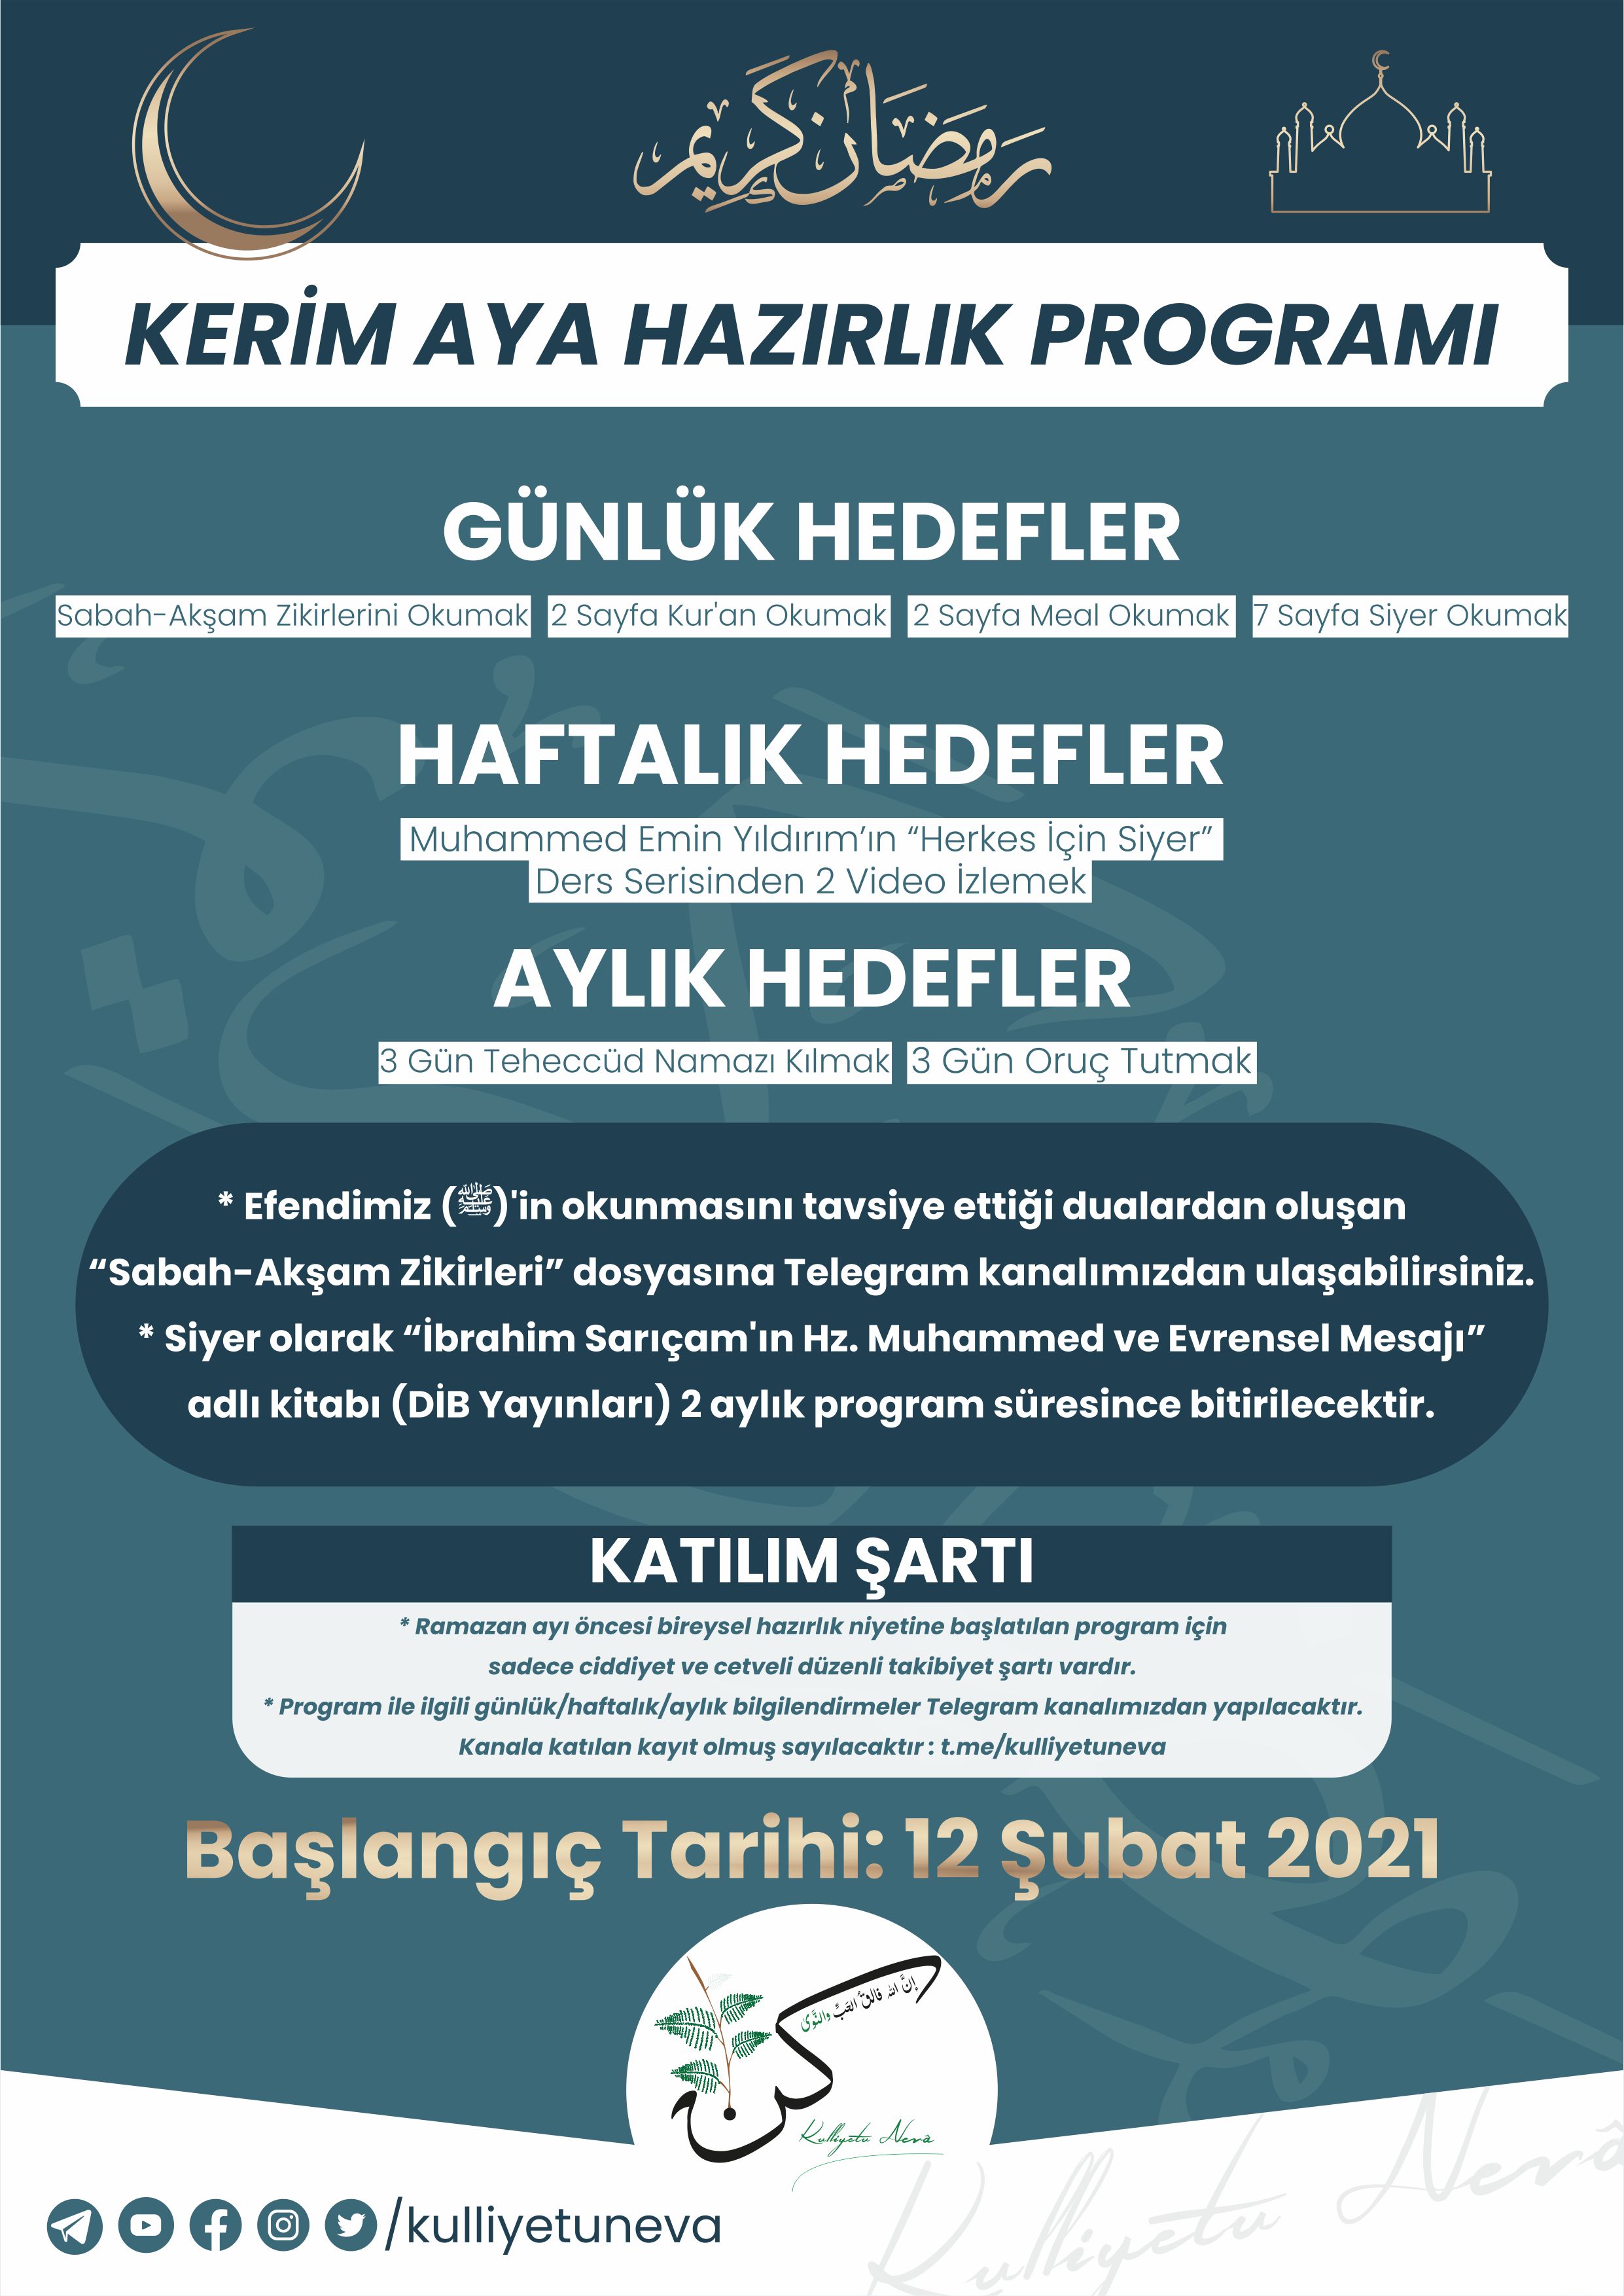 رمضان كريم
KERİM AYA HAZIRLIK PROGRAMI
GÜNLÜK HEDEFLER
Sabah-Akşam Zikirlerini Okumak 2 Sayfa Kur'an Okumak 2 Sayfa Meal Okumak 7 Sayfa Siyer Okumak
HAFTALIK HEDEFLER
Muhammed Emin Yıldırım’ın “Herkes İçin Siyer”
Ders Serisinden 2 Video İzlemek
AYLIK HEDEFLER
3 Gün Teheccüd Namazı Kılmak 3 Gün Oruç Tutmak
* Efendimiz (ﷺ)'in okunmasını tavsiye ettiği dualardan oluşan
“Sabah-Akşam Zikirleri” dosyasına Telegram kanalımızdan ulaşabilirsiniz.
* Siyer olarak “İbrahim Sarıçam'ın Hz. Muhammed ve Evrensel Mesajı”
adlı kitabı (DİB Yayınları) 2 aylık program süresince bitirilecektir.
KATILIM ŞARTI
* Ramazan ayı öncesi bireysel hazırlık niyetine başlatılan program için
sadece ciddiyet ve cetveli düzenli takibiyet şartı vardır.
* Program ile ilgili günlük/haftalık/aylık bilgilendirmeler Telegram kanalımızdan yapılacaktır.
Kanala katılan kayıt olmuş sayılacaktır : t.me/kulliyetuneva
Başlangıç Tarihi: 12 Şubat 2021
إنَّ الله فالق الحَبِّ والنَّوَىٰ
كن
Kulliyetu Nevâ
Kulliyetu Nevâ
/kulliyetuneva